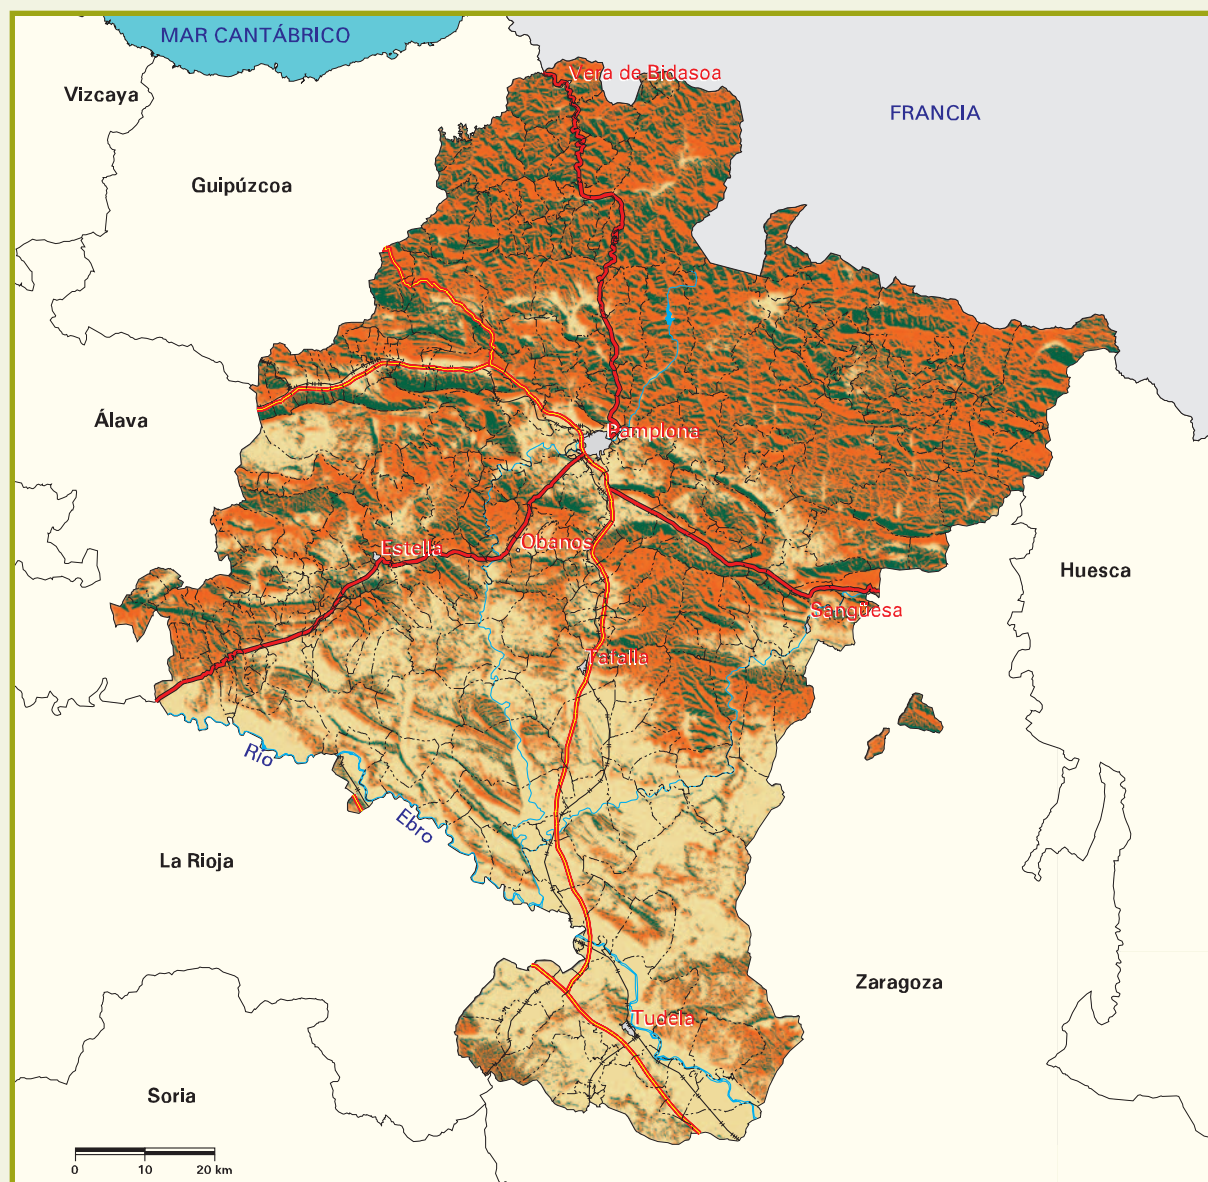 MAR CANTÁBRICO
Vera de Bidasoa
Vizcaya
FRANCIA
Guipúzcoa
Álava
Pamplona
Obanos
Estella
Huesca
Sangüesa
Tafalla
Río
Ebro
La Rioja
Zaragoza
Tudela
Soria
0 10 20 km